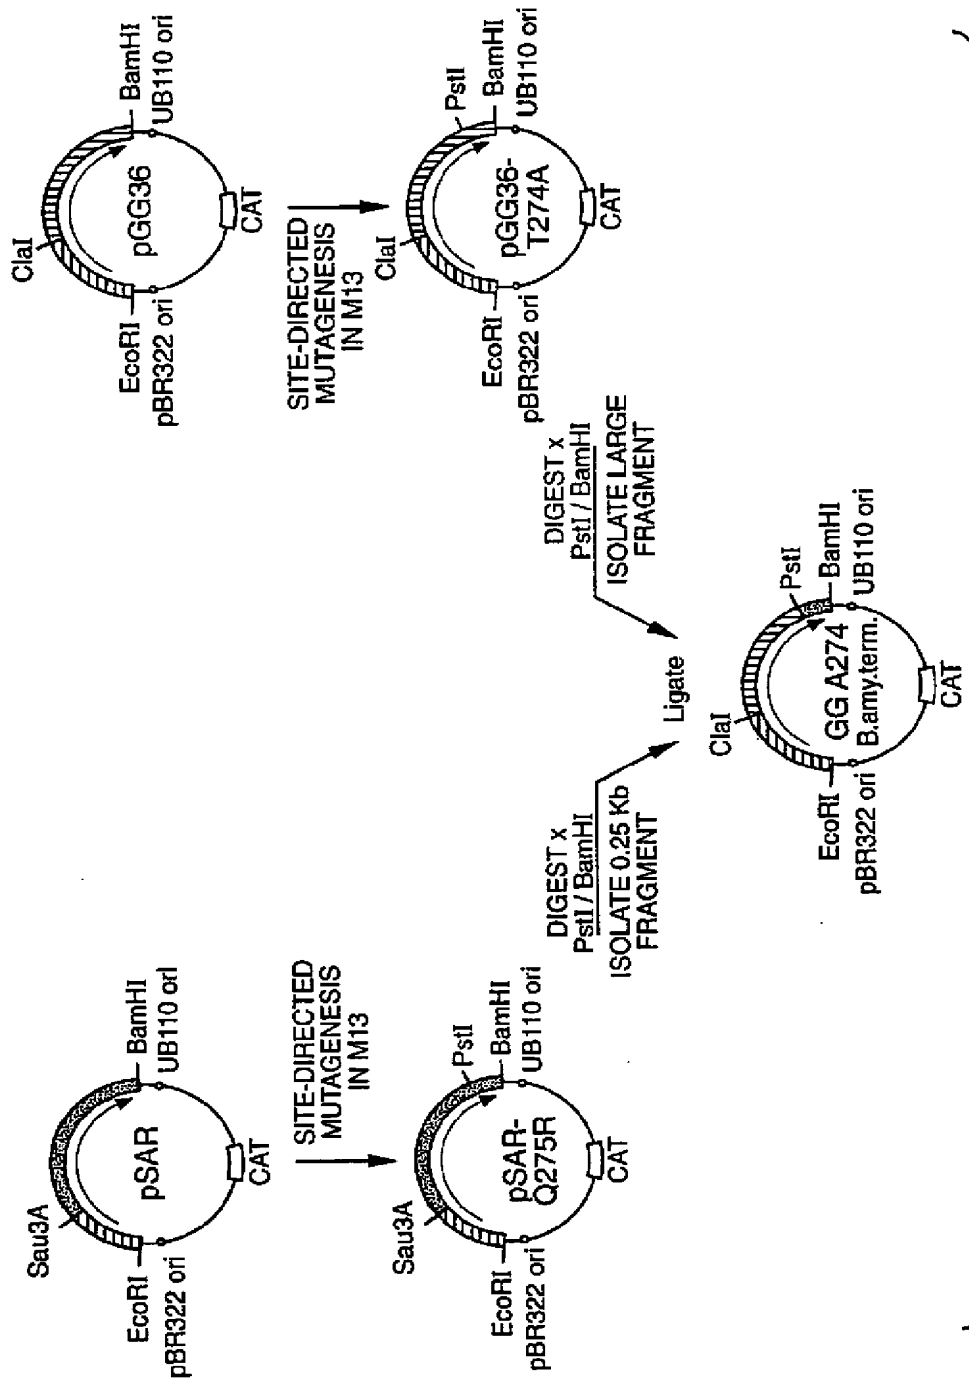 Sau3A
EcoRI
pBR322 ori
pSAR
CAT
BamHI
UB110 orI
SITE-DIRECTED
MUTAGENESIS
IN M13
Sau3A
EcoRI
pBR322 ori
pSAR-
Q275R
CAT
PstI
BamHI
UB110 ori
DIGEST x
PstI / BamHI
ISOLATE 0.25 Kb
FRAGMENT
ClaI
EcoRI
pBR322 ori
pGG36
CAT
BamHI
UB110 ori
SITE-DIRECTED
MUTAGENESIS
IN M13
ClaI
EcoRI
pBR322 ori
pGG36-
T274A
CAT
PstI
BamHI
UB110 ori
DIGEST x
PstI / BamHI
ISOLATE LARGE
FRAGMENT
Ligate
ClaI
EcoRI
pBR322 ori
GG A274
B.amy.term.
CAT
PstI
BamHI
UB110 ori